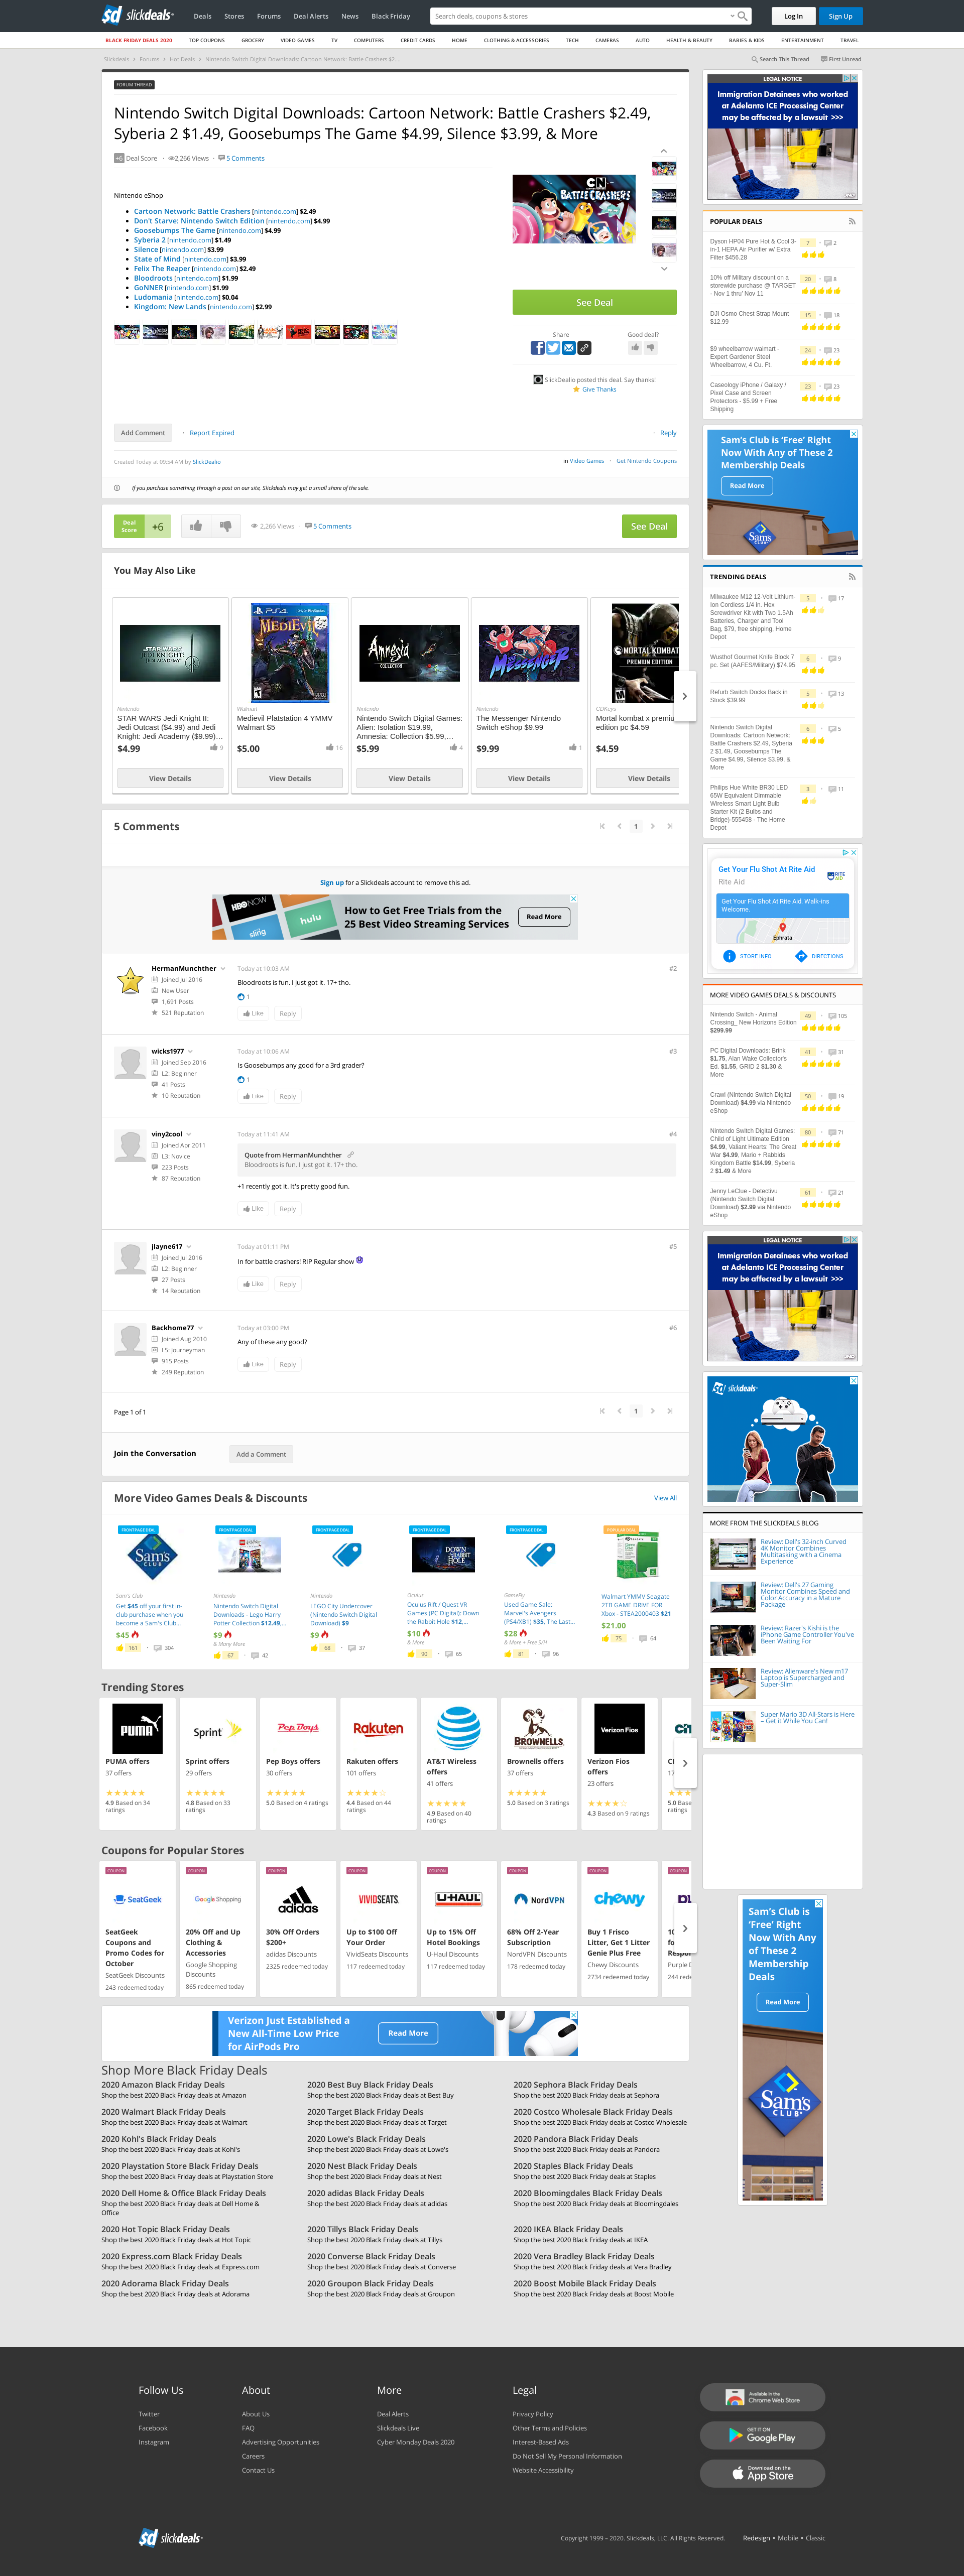 slickdeals
Deals Stores Forums Deal Alerts News Black Friday
Search deals, coupons & stores
Log In Sign Up
BLACK FRIDAY DEALS 2020 TOP COUPONS GROCERY VIDEO GAMES TV COMPUTERS CREDIT CARDS HOME CLOTHING & ACCESSORIES TECH CAMERAS AUTO HEALTH & BEAUTY BABIES & KIDS ENTERTAINMENT TRAVEL
Slickdeals > Forums > Hot Deals > Nintendo Switch Digital Downloads: Cartoon Network: Battle Crashers $2...
Search This Thread First Unread
FORUM THREAD
Nintendo Switch Digital Downloads: Cartoon Network: Battle Crashers $2.49,
Syberia 2 $1.49, Goosebumps The Game $4.99, Silence $3.99, & More
+6 Deal Score 2,266 Views 5 Comments
Nintendo eShop
Cartoon Network: Battle Crashers [nintendo.com] $2.49
Don't Starve: Nintendo Switch Edition [nintendo.com] $4.99
Goosebumps The Game [nintendo.com] $4.99
Syberia 2 [nintendo.com] $1.49
Silence [nintendo.com] $3.99
State of Mind [nintendo.com] $3.99
Felix The Reaper [nintendo.com] $2.49
Bloodroots [nintendo.com] $1.99
GoNNER [nintendo.com] $1.99
Ludomania [nintendo.com] $0.04
Kingdom: New Lands [nintendo.com] $2.99
CN
BATTLE
CRASHERS
See Deal
Share Good deal?
SlickDealio posted this deal. Say thanks!
Give Thanks
Add Comment Report Expired Reply
Created Today at 09:54 AM by SlickDealio
in Video Games Get Nintendo Coupons
If you purchase something through a post on our site, Slickdeals may get a small share of the sale.
Deal
Score
+6
2,266 Views 5 Comments
See Deal
You May Also Like
STAR WARS
JEDI KNIGHT
Nintendo
STAR WARS Jedi Knight II:
Jedi Outcast ($4.99) and Jedi
Knight: Jedi Academy ($9.99)...
$4.99 9
View Details
PS4
MEDIEVIL
Walmart
Medievil Platstation 4 YMMV
Walmart $5
$5.00 16
View Details
Amnesia
COLLECTION
Nintendo
Nintendo Switch Digital Games:
Alien: Isolation $19.99,
Amnesia: Collection $5.99,...
$5.99 4
View Details
MESSENGER
Nintendo
The Messenger Nintendo
Switch eShop $9.99
$9.99 1
View Details
MORTAL KOMBAT
PREMIUM EDITION
CDKeys
Mortal kombat x premiu
edition pc $4.59
$4.59
View Details
5 Comments
1
Sign up for a Slickdeals account to remove this ad.
HBO NOW
hulu
sling
How to Get Free Trials from the
25 Best Video Streaming Services
Read More
HermanMunchther
Joined Jul 2016
New User
1,691 Posts
521 Reputation
Today at 10:03 AM #2
Bloodroots is fun. I just got it. 17+ tho.
1
Like Reply
wicks1977
Joined Sep 2016
L2: Beginner
41 Posts
10 Reputation
Today at 10:06 AM #3
Is Goosebumps any good for a 3rd grader?
1
Like Reply
viny2cool
Joined Apr 2011
L3: Novice
223 Posts
87 Reputation
Today at 11:41 AM #4
Quote from HermanMunchther
Bloodroots is fun. I just got it. 17+ tho.
+1 recently got it. It's pretty good fun.
Like Reply
jlayne617
Joined Jul 2016
L2: Beginner
27 Posts
14 Reputation
Today at 01:11 PM #5
In for battle crashers! RIP Regular show
Like Reply
Backhome77
Joined Aug 2010
L5: Journeyman
915 Posts
249 Reputation
Today at 03:00 PM #6
Any of these any good?
Like Reply
Page 1 of 1
1
Join the Conversation Add a Comment
More Video Games Deals & Discounts View All
FRONTPAGE DEAL
Sam's CLUB
Sam's Club
Get $45 off your first in-
club purchase when you
become a Sam's Club...
$45
161 304
FRONTPAGE DEAL
Nintendo
Nintendo Switch Digital
Downloads - Lego Harry
Potter Collection $12.49,...
$9
& Many More
67 42
FRONTPAGE DEAL
Nintendo
LEGO City Undercover
(Nintendo Switch Digital
Download) $9
$9
68 37
FRONTPAGE DEAL
DOWN THE RABBIT HOLE
Oculus
Oculus Rift / Quest VR
Games (PC Digital): Down
the Rabbit Hole $12,...
$10
& More
90 65
FRONTPAGE DEAL
GameFly
Used Game Sale:
Marvel's Avengers
(PS4/XB1) $35, The Last...
$28
& More + Free S/H
81 96
POPULAR DEAL
Walmart YMMV Seagate
2TB GAME DRIVE FOR
Xbox - STEA2000403 $21
$21.00
75 64
Trending Stores
PUMA
PUMA offers
37 offers
4.9 Based on 34
ratings
Sprint
Sprint offers
29 offers
4.8 Based on 33
ratings
Pep Boys
Pep Boys offers
30 offers
5.0 Based on 4 ratings
Rakuten
Rakuten offers
101 offers
4.4 Based on 44
ratings
AT&T Wireless
offers
41 offers
4.9 Based on 40
ratings
BROWNELLS
Brownells offers
37 offers
5.0 Based on 3 ratings
Verizon Fios
Verizon Fios
offers
23 offers
4.3 Based on 9 ratings
5.0 Base
ratings
Coupons for Popular Stores
COUPON
SeatGeek
SeatGeek
Coupons and
Promo Codes for
October
SeatGeek Discounts
243 redeemed today
COUPON
Google Shopping
20% Off and Up
Clothing &
Accessories
Google Shopping
Discounts
865 redeemed today
COUPON
adidas
30% Off Orders
$200+
adidas Discounts
2325 redeemed today
COUPON
VIVIDSEATS.
Up to $100 Off
Your Order
VividSeats Discounts
117 redeemed today
COUPON
U-HAUL
Up to 15% Off
Hotel Bookings
U-Haul Discounts
117 redeemed today
COUPON
NordVPN
68% Off 2-Year
Subscription
NordVPN Discounts
178 redeemed today
COUPON
chewy
Buy 1 Frisco
Litter, Get 1 Litter
Genie Plus Free
Chewy Discounts
2734 redeemed today
COUPON
Verizon Just Established a
New All-Time Low Price
for AirPods Pro
Read More
Shop More Black Friday Deals
2020 Amazon Black Friday Deals
Shop the best 2020 Black Friday deals at Amazon
2020 Best Buy Black Friday Deals
Shop the best 2020 Black Friday deals at Best Buy
2020 Sephora Black Friday Deals
Shop the best 2020 Black Friday deals at Sephora
2020 Walmart Black Friday Deals
Shop the best 2020 Black Friday deals at Walmart
2020 Target Black Friday Deals
Shop the best 2020 Black Friday deals at Target
2020 Costco Wholesale Black Friday Deals
Shop the best 2020 Black Friday deals at Costco Wholesale
2020 Kohl's Black Friday Deals
Shop the best 2020 Black Friday deals at Kohl's
2020 Lowe's Black Friday Deals
Shop the best 2020 Black Friday deals at Lowe's
2020 Pandora Black Friday Deals
Shop the best 2020 Black Friday deals at Pandora
2020 Playstation Store Black Friday Deals
Shop the best 2020 Black Friday deals at Playstation Store
2020 Nest Black Friday Deals
Shop the best 2020 Black Friday deals at Nest
2020 Staples Black Friday Deals
Shop the best 2020 Black Friday deals at Staples
2020 Dell Home & Office Black Friday Deals
Shop the best 2020 Black Friday deals at Dell Home &
Office
2020 adidas Black Friday Deals
Shop the best 2020 Black Friday deals at adidas
2020 Bloomingdales Black Friday Deals
Shop the best 2020 Black Friday deals at Bloomingdales
2020 Hot Topic Black Friday Deals
Shop the best 2020 Black Friday deals at Hot Topic
2020 Tillys Black Friday Deals
Shop the best 2020 Black Friday deals at Tillys
2020 IKEA Black Friday Deals
Shop the best 2020 Black Friday deals at IKEA
2020 Express.com Black Friday Deals
Shop the best 2020 Black Friday deals at Express.com
2020 Converse Black Friday Deals
Shop the best 2020 Black Friday deals at Converse
2020 Vera Bradley Black Friday Deals
Shop the best 2020 Black Friday deals at Vera Bradley
2020 Adorama Black Friday Deals
Shop the best 2020 Black Friday deals at Adorama
2020 Groupon Black Friday Deals
Shop the best 2020 Black Friday deals at Groupon
2020 Boost Mobile Black Friday Deals
Shop the best 2020 Black Friday deals at Boost Mobile
LEGAL NOTICE
Immigration Detainees who worked
at Adelanto ICE Processing Center
may be affected by a lawsuit >>>
POPULAR DEALS
Dyson HP04 Pure Hot & Cool 3-
in-1 HEPA Air Purifier w/ Extra
Filter $456.28
7 2
10% off Military discount on a
storewide purchase @ TARGET
- Nov 1 thru' Nov 11
20 8
DJI Osmo Chest Strap Mount
$12.99
15 18
$9 wheelbarrow walmart -
Expert Gardener Steel
Wheelbarrow, 4 Cu. Ft.
24 23
Caseology iPhone / Galaxy /
Pixel Case and Screen
Protectors - $5.99 + Free
Shipping
23 23
Sam's Club is 'Free' Right
Now With Any of These 2
Membership Deals
Read More
Sam's CLUB
TRENDING DEALS
Milwaukee M12 12-Volt Lithium-
Ion Cordless 1/4 in. Hex
Screwdriver Kit with Two 1.5Ah
Batteries, Charger and Tool
Bag, $79, free shipping, Home
Depot
5 17
Wusthof Gourmet Knife Block 7
pc. Set (AAFES/Military) $74.95
6 9
Refurb Switch Docks Back in
Stock $39.99
5 13
Nintendo Switch Digital
Downloads: Cartoon Network:
Battle Crashers $2.49, Syberia
2 $1.49, Goosebumps The
Game $4.99, Silence $3.99, &
More
6 5
Philips Hue White BR30 LED
65W Equivalent Dimmable
Wireless Smart Light Bulb
Starter Kit (2 Bulbs and
Bridge)-555458 - The Home
Depot
3 11
Get Your Flu Shot At Rite Aid
Rite Aid
RITE AID
Get Your Flu Shot At Rite Aid. Walk-ins
Welcome.
Ephrata
STORE INFO DIRECTIONS
MORE VIDEO GAMES DEALS & DISCOUNTS
Nintendo Switch - Animal
Crossing_ New Horizons Edition
$299.99
49 105
PC Digital Downloads: Brink
$1.75, Alan Wake Collector's
Ed. $1.55, GRID 2 $1.30 &
More
41 31
Crawl (Nintendo Switch Digital
Download) $4.99 via Nintendo
eShop
50 19
Nintendo Switch Digital Games:
Child of Light Ultimate Edition
$4.99, Valiant Hearts: The Great
War $4.99, Mario + Rabbids
Kingdom Battle $14.99, Syberia
2 $1.49 & More
80 71
Jenny LeClue - Detectivu
(Nintendo Switch Digital
Download) $2.99 via Nintendo
eShop
61 21
LEGAL NOTICE
Immigration Detainees who worked
at Adelanto ICE Processing Center
may be affected by a lawsuit >>>
slickdeals
MORE FROM THE SLICKDEALS BLOG
Review: Dell's 32-inch Curved
4K Monitor Combines
Multitasking with a Cinema
Experience
Review: Dell's 27 Gaming
Monitor Combines Speed and
Color Accuracy in a Mature
Package
Review: Razer's Kishi is the
iPhone Game Controller You've
Been Waiting For
Review: Alienware's New m17
Laptop is Supercharged and
Super-Slim
Super Mario 3D All-Stars is Here
– Get it While You Can!
Sam's Club is
'Free' Right
Now With Any
of These 2
Membership
Deals
Read More
Sam's CLUB
Follow Us
Twitter
Facebook
Instagram
About
About Us
FAQ
Advertising Opportunities
Careers
Contact Us
More
Deal Alerts
Slickdeals Live
Cyber Monday Deals 2020
Legal
Privacy Policy
Other Terms and Policies
Interest-Based Ads
Do Not Sell My Personal Information
Website Accessibility
Available in the
Chrome Web Store
GET IT ON
Google Play
Download on the
App Store
slickdeals
Copyright 1999 – 2020. Slickdeals, LLC. All Rights Reserved. Redesign • Mobile • Classic